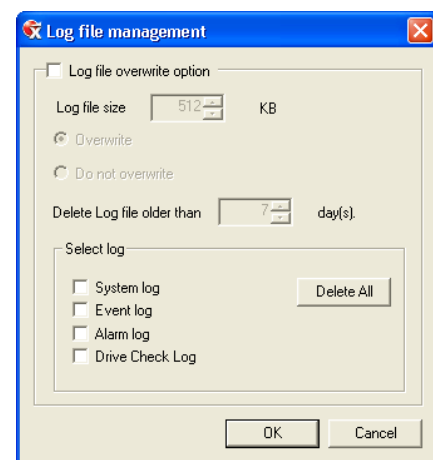 Log file management
Log file overwrite option
Log file size 512 KB
Overwrite
Do not overwrite
Delete Log file older than 7 day(s).
Select log
System log
Delete All
Event log
Alarm log
Drive Check Log
OK Cancel